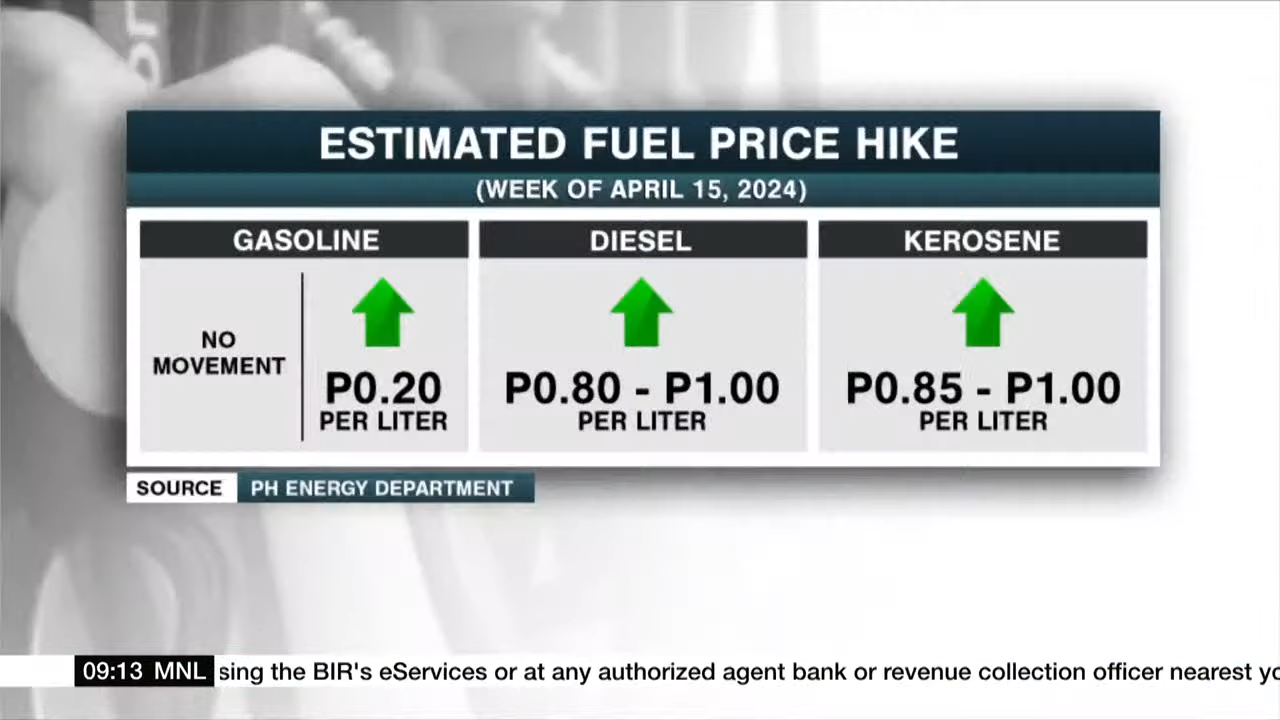 ESTIMATED FUEL PRICE HIKE
(WEEK OF APRIL 15, 2024)
GASOLINE
NO
MOVEMENT
P0.20
PER LITER
DIESEL
P0.80 - P1.00
PER LITER
KEROSENE
P0.85 - P1.00
PER LITER
SOURCE PH ENERGY DEPARTMENT
09:13 MNL sing the BIR's eServices or at any authorized agent bank or revenue collection officer nearest yo